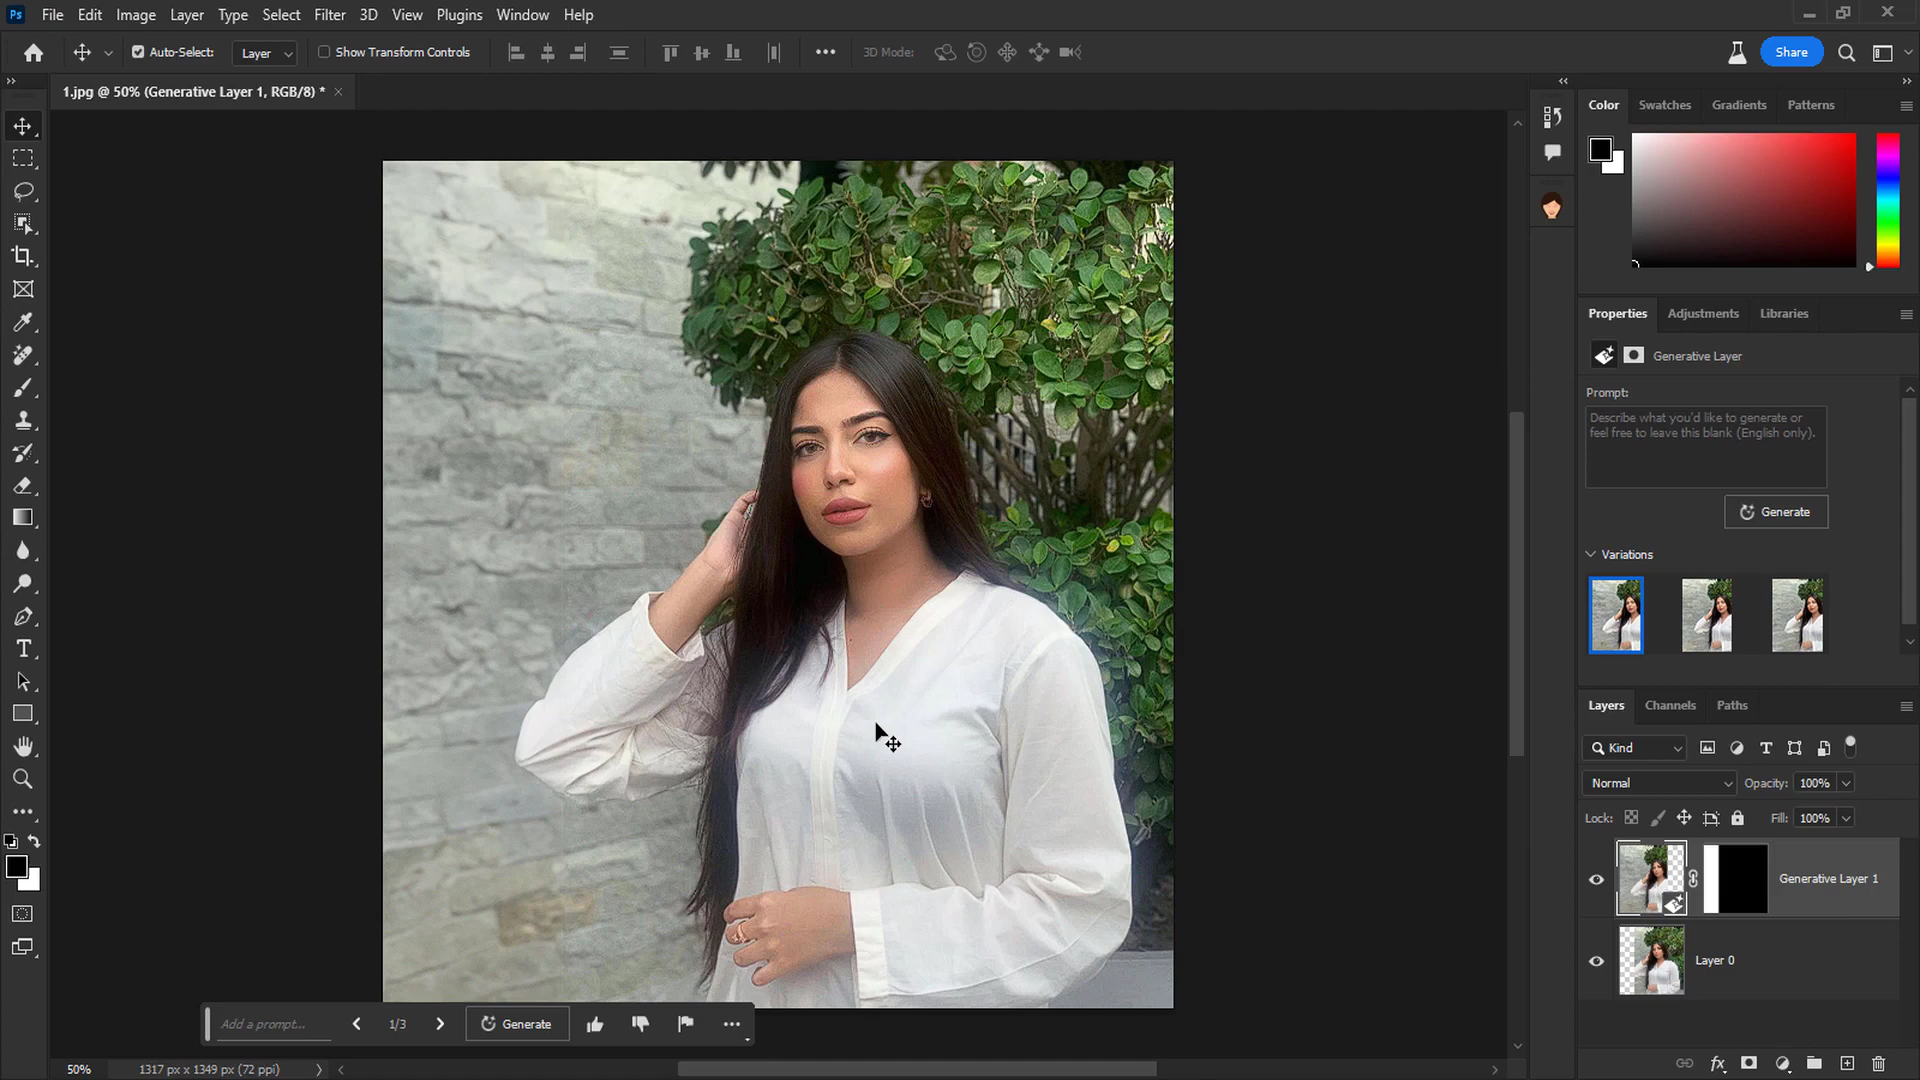 Ps File Edit Image Layer Type Select Filter 3D View Plugins Window Help
Auto-Select: Layer Show Transform Controls 3D Mode: Share
1.jpg @ 50% (Generative Layer 1, RGB/8) *
Color Swatches Gradients Patterns
Properties Adjustments Libraries
Generative Layer
Prompt:
Describe what you'd like to generate or
feel free to leave this blank (English only).
Generate
Variations
Layers Channels Paths
Kind
Normal Opacity: 100%
Lock: Fill: 100%
Generative Layer 1
Layer 0
Add a prompt... 1/3 Generate
50% 1317 px x 1349 px (72 ppi)
fx